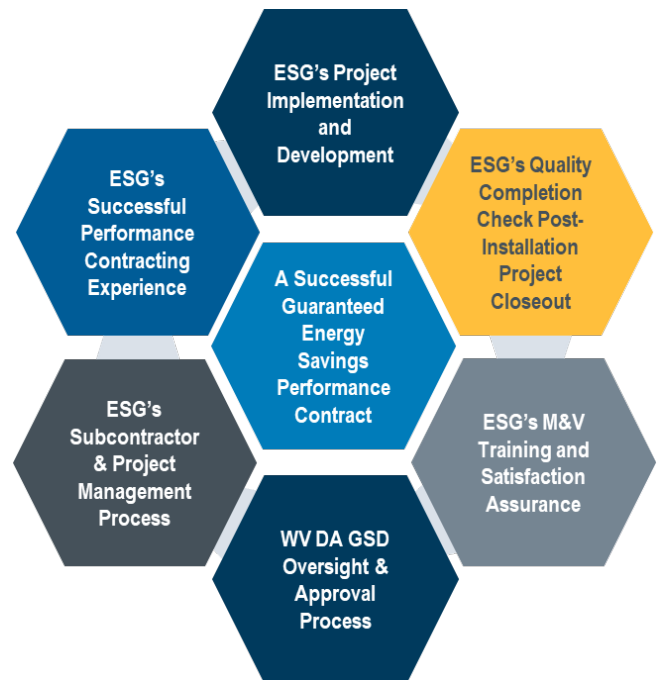 ESG's Project
Implementation
and
Development
ESG's Quality
Completion
Check Post-
Installation
Project
Closeout
ESG's
Successful
Performance
Contracting
Experience
A Successful
Guaranteed
Energy
Savings
Performance
Contract
ESG's
Subcontractor
& Project
Management
Process
ESG's M&V
Training and
Satisfaction
Assurance
WV DA GSD
Oversight &
Approval
Process